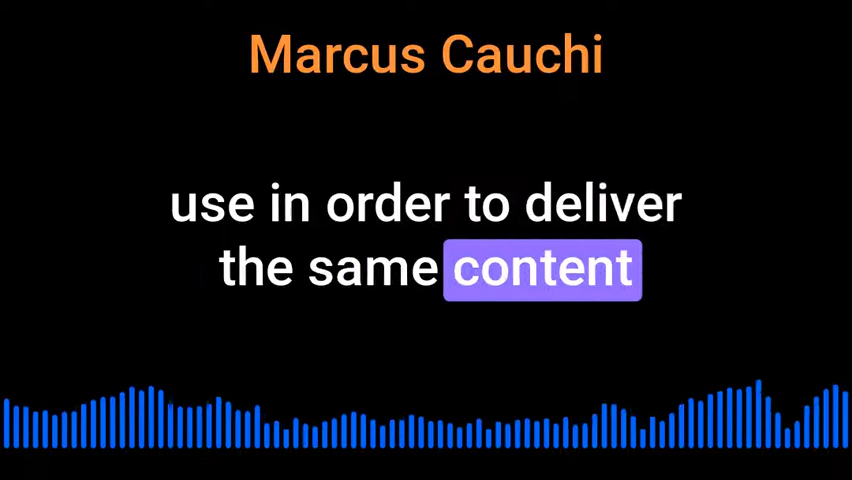 Marcus Cauchi
use in order to deliver
the same content